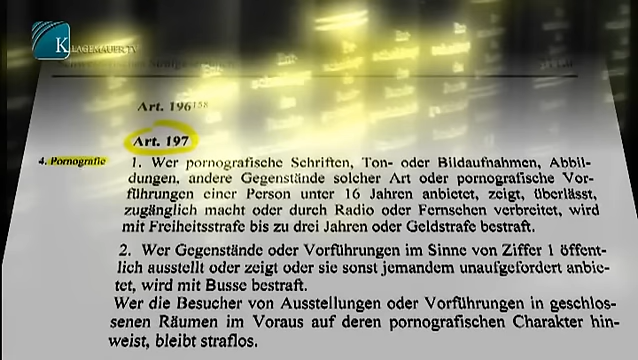 KLAGEMAUER.TV
Art. 196¹⁵⁸
Art. 197
4. Pornografie
1. Wer pornografische Schriften, Ton- oder Bildaufnahmen, Abbil-
dungen, andere Gegenstände solcher Art oder pornografische Vor-
führungen einer Person unter 16 Jahren anbietet, zeigt, überlässt,
zugänglich macht oder durch Radio oder Fernsehen verbreitet, wird
mit Freiheitsstrafe bis zu drei Jahren oder Geldstrafe bestraft.
2. Wer Gegenstände oder Vorführungen im Sinne von Ziffer 1 öffent-
lich ausstellt oder zeigt oder sie sonst jemandem unaufgefordert anbie-
tet, wird mit Busse bestraft.
Wer die Besucher von Ausstellungen oder Vorführungen in geschlos-
senen Räumen im Voraus auf deren pornografischen Charakter hin-
weist, bleibt straflos.